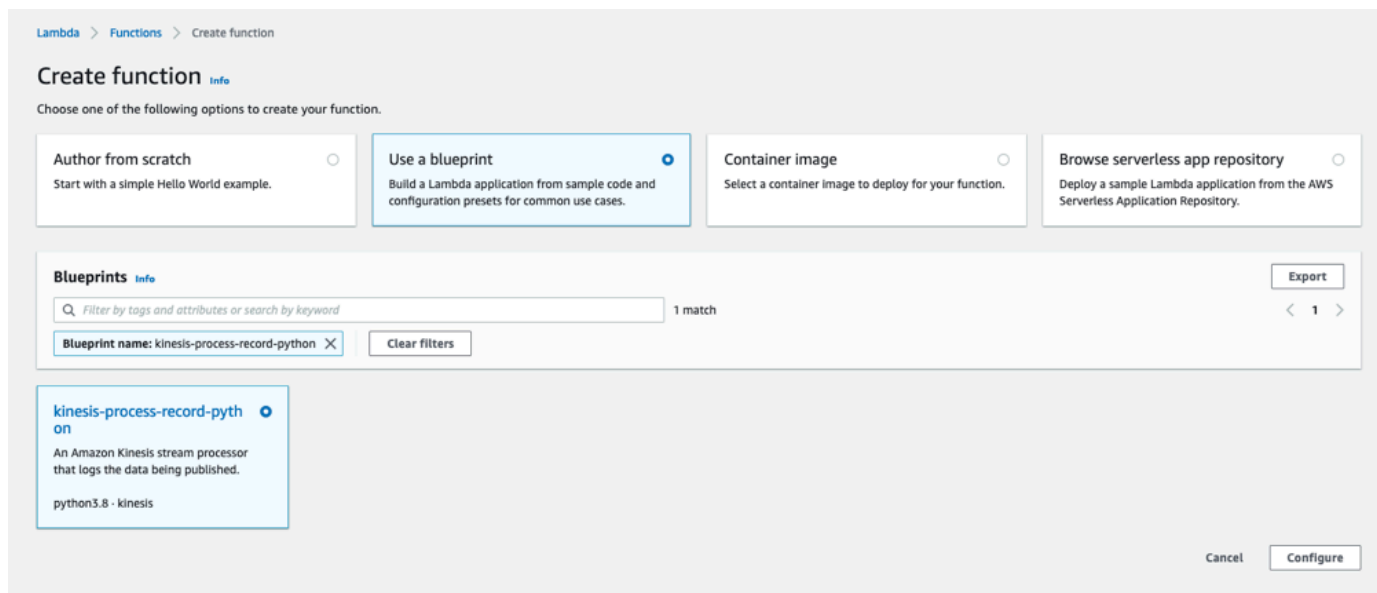 Lambda > Functions > Create function
Create function Info
Choose one of the following options to create your function.
Author from scratch
Start with a simple Hello World example.
Use a blueprint
Build a Lambda application from sample code and
configuration presets for common use cases.
Container image
Select a container image to deploy for your function.
Browse serverless app repository
Deploy a sample Lambda application from the AWS
Serverless Application Repository.
Blueprints Info
Export
Filter by tags and attributes or search by keyword
1 match
< 1 >
Blueprint name: kinesis-process-record-python ×
Clear filters
kinesis-process-record-pyth
on
An Amazon Kinesis stream processor
that logs the data being published.
python3.8 · kinesis
Cancel
Configure